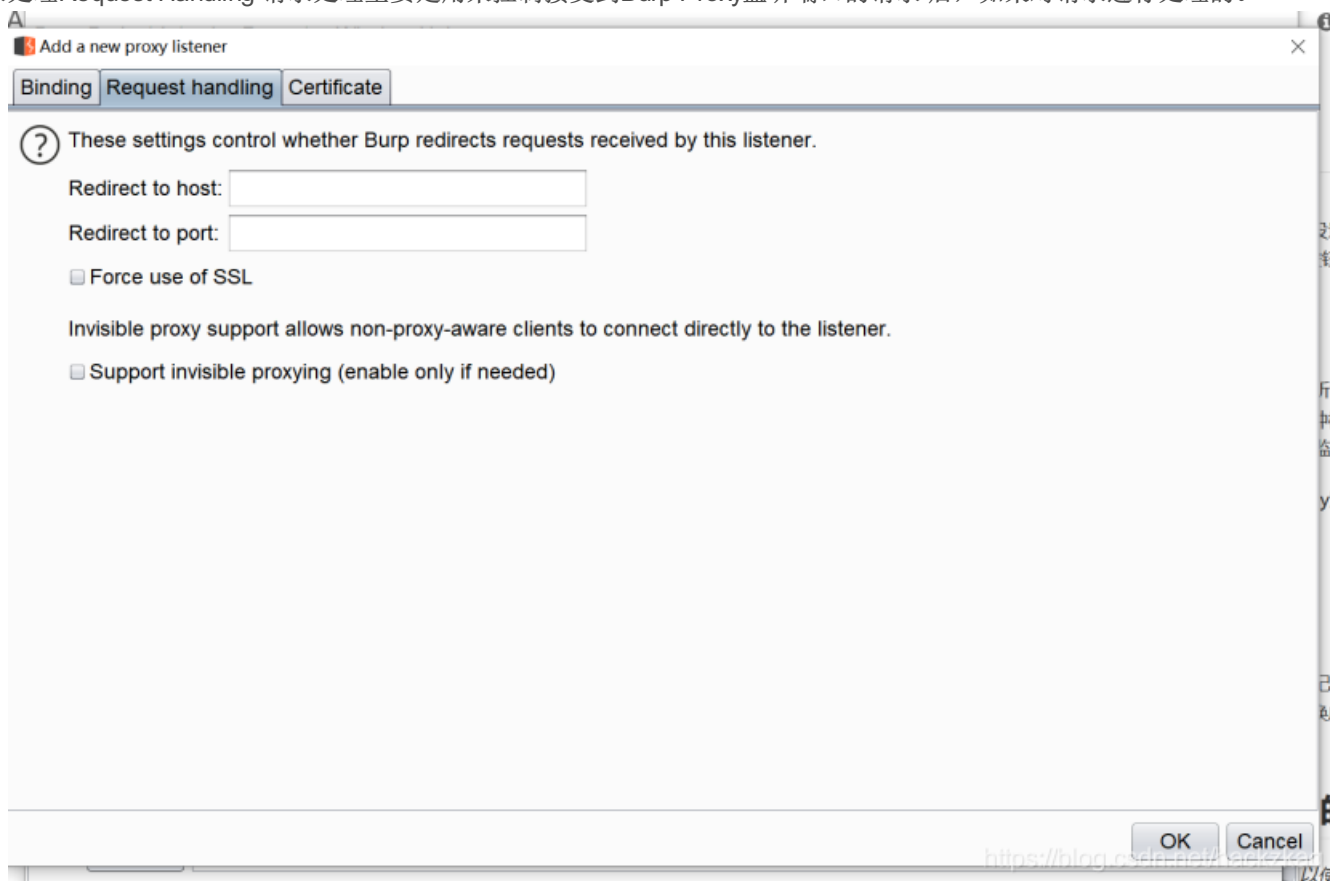 Add a new proxy listener
Binding Request handling Certificate
These settings control whether Burp redirects requests received by this listener.
Redirect to host:
Redirect to port:
Force use of SSL
Invisible proxy support allows non-proxy-aware clients to connect directly to the listener.
Support invisible proxying (enable only if needed)
OK Cancel